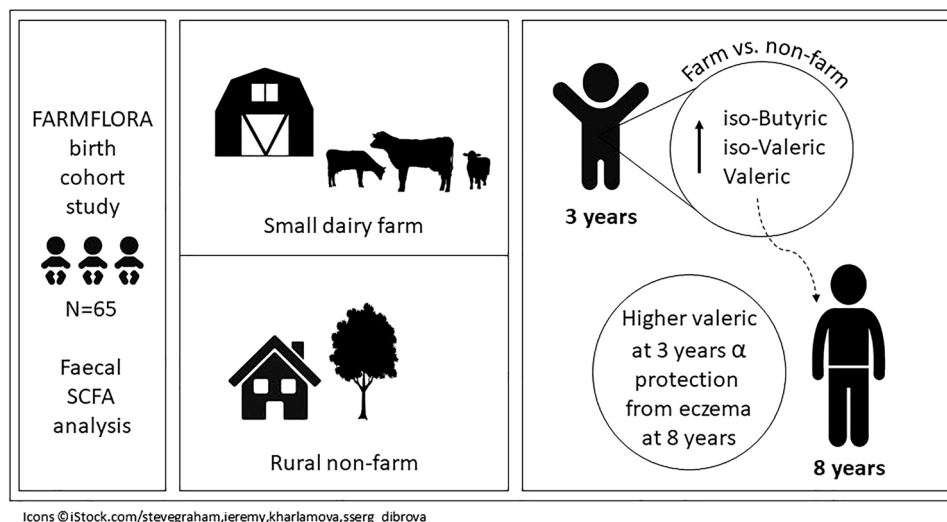 FARMFLORA
birth
cohort
study
N=65
Faecal
SCFA
analysis
Small dairy farm
Rural non-farm
Farm vs. non-farm
iso-Butyric
iso-Valeric
Valeric
3 years
Higher valeric
at 3 years α
protection
from eczema
at 8 years
8 years
Icons ©iStock.com/stevegraham,jeremy,kharlamova,sserg_dibrova